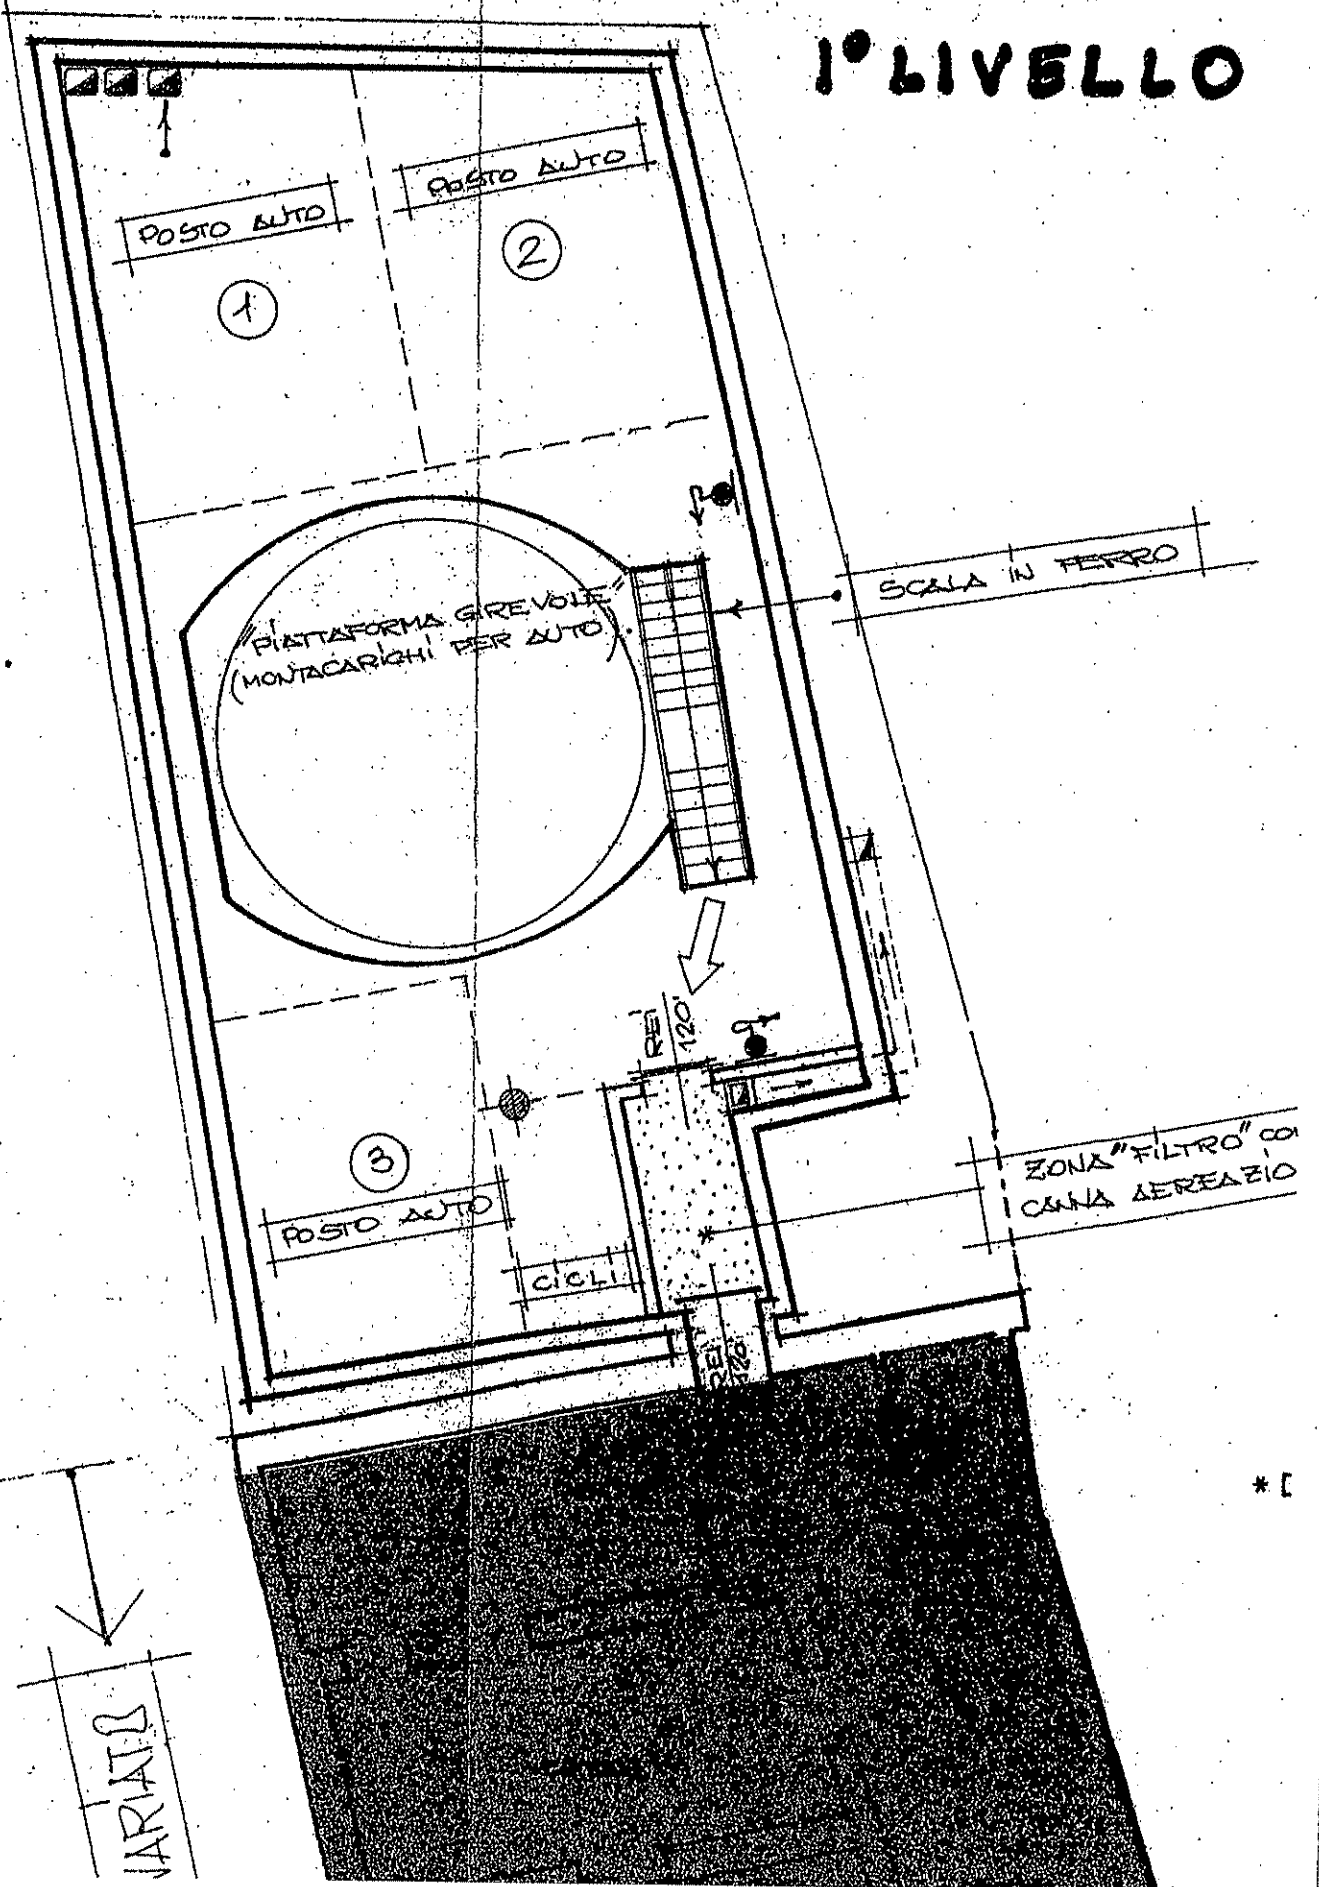 1° LIVELLO
POSTO AUTO
POSTO AUTO
2
1
SCALA IN FERRO
"PIATTAFORMA GIREVOLE"
(MONTACARICHI PER AUTO)
REI
120'
ZONA "FILTRO" CO
CANNA AEREAZIO
3
POSTO AUTO
CICLI
REI
120'
*
* [
VARIATO